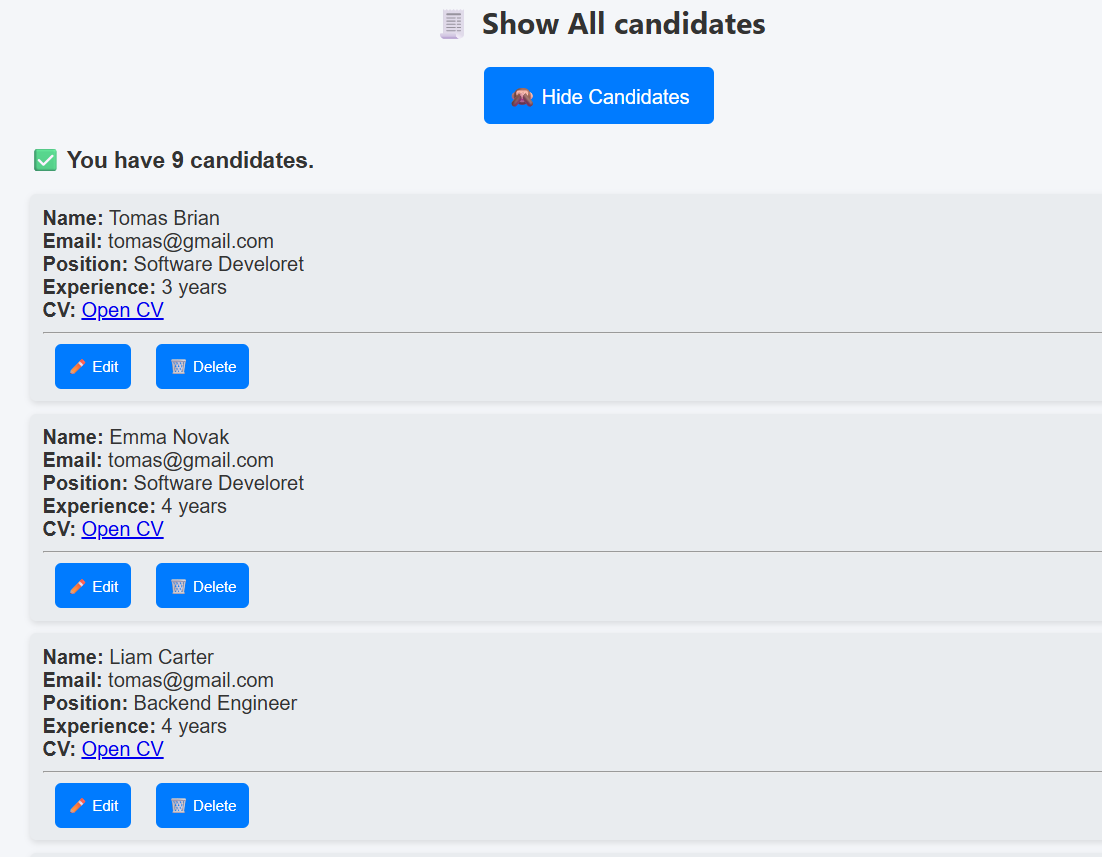 Show All candidates
Hide Candidates
You have 9 candidates.
Name: Tomas Brian
Email: tomas@gmail.com
Position: Software Develoret
Experience: 3 years
CV: Open CV
Edit Delete
Name: Emma Novak
Email: tomas@gmail.com
Position: Software Develoret
Experience: 4 years
CV: Open CV
Edit Delete
Name: Liam Carter
Email: tomas@gmail.com
Position: Backend Engineer
Experience: 4 years
CV: Open CV
Edit Delete